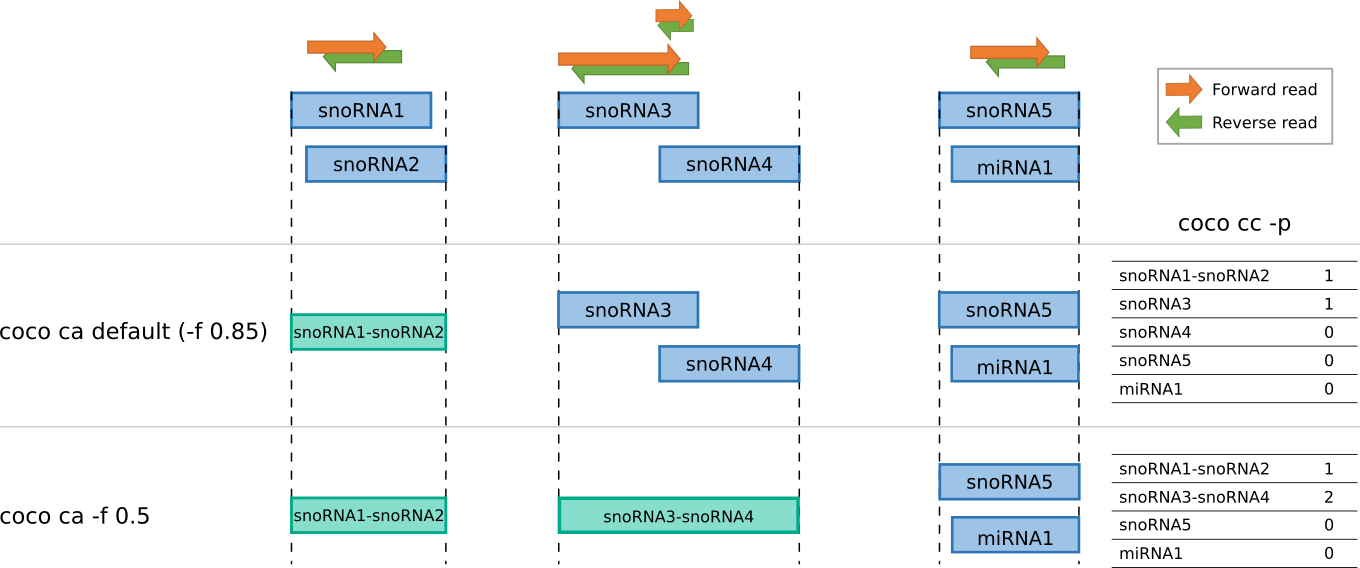 snoRNA1
snoRNA3
snoRNA5
snoRNA2
snoRNA4
miRNA1
Forward read
Reverse read
coco cc -p
coco ca default (-f 0.85)
snoRNA1-snoRNA2
snoRNA3
snoRNA4
snoRNA5
miRNA1
snoRNA1-snoRNA2 1
snoRNA3 1
snoRNA4 0
snoRNA5 0
miRNA1 0
coco ca -f 0.5
snoRNA1-snoRNA2
snoRNA3-snoRNA4
snoRNA5
miRNA1
snoRNA1-snoRNA2 1
snoRNA3-snoRNA4 2
snoRNA5 0
miRNA1 0